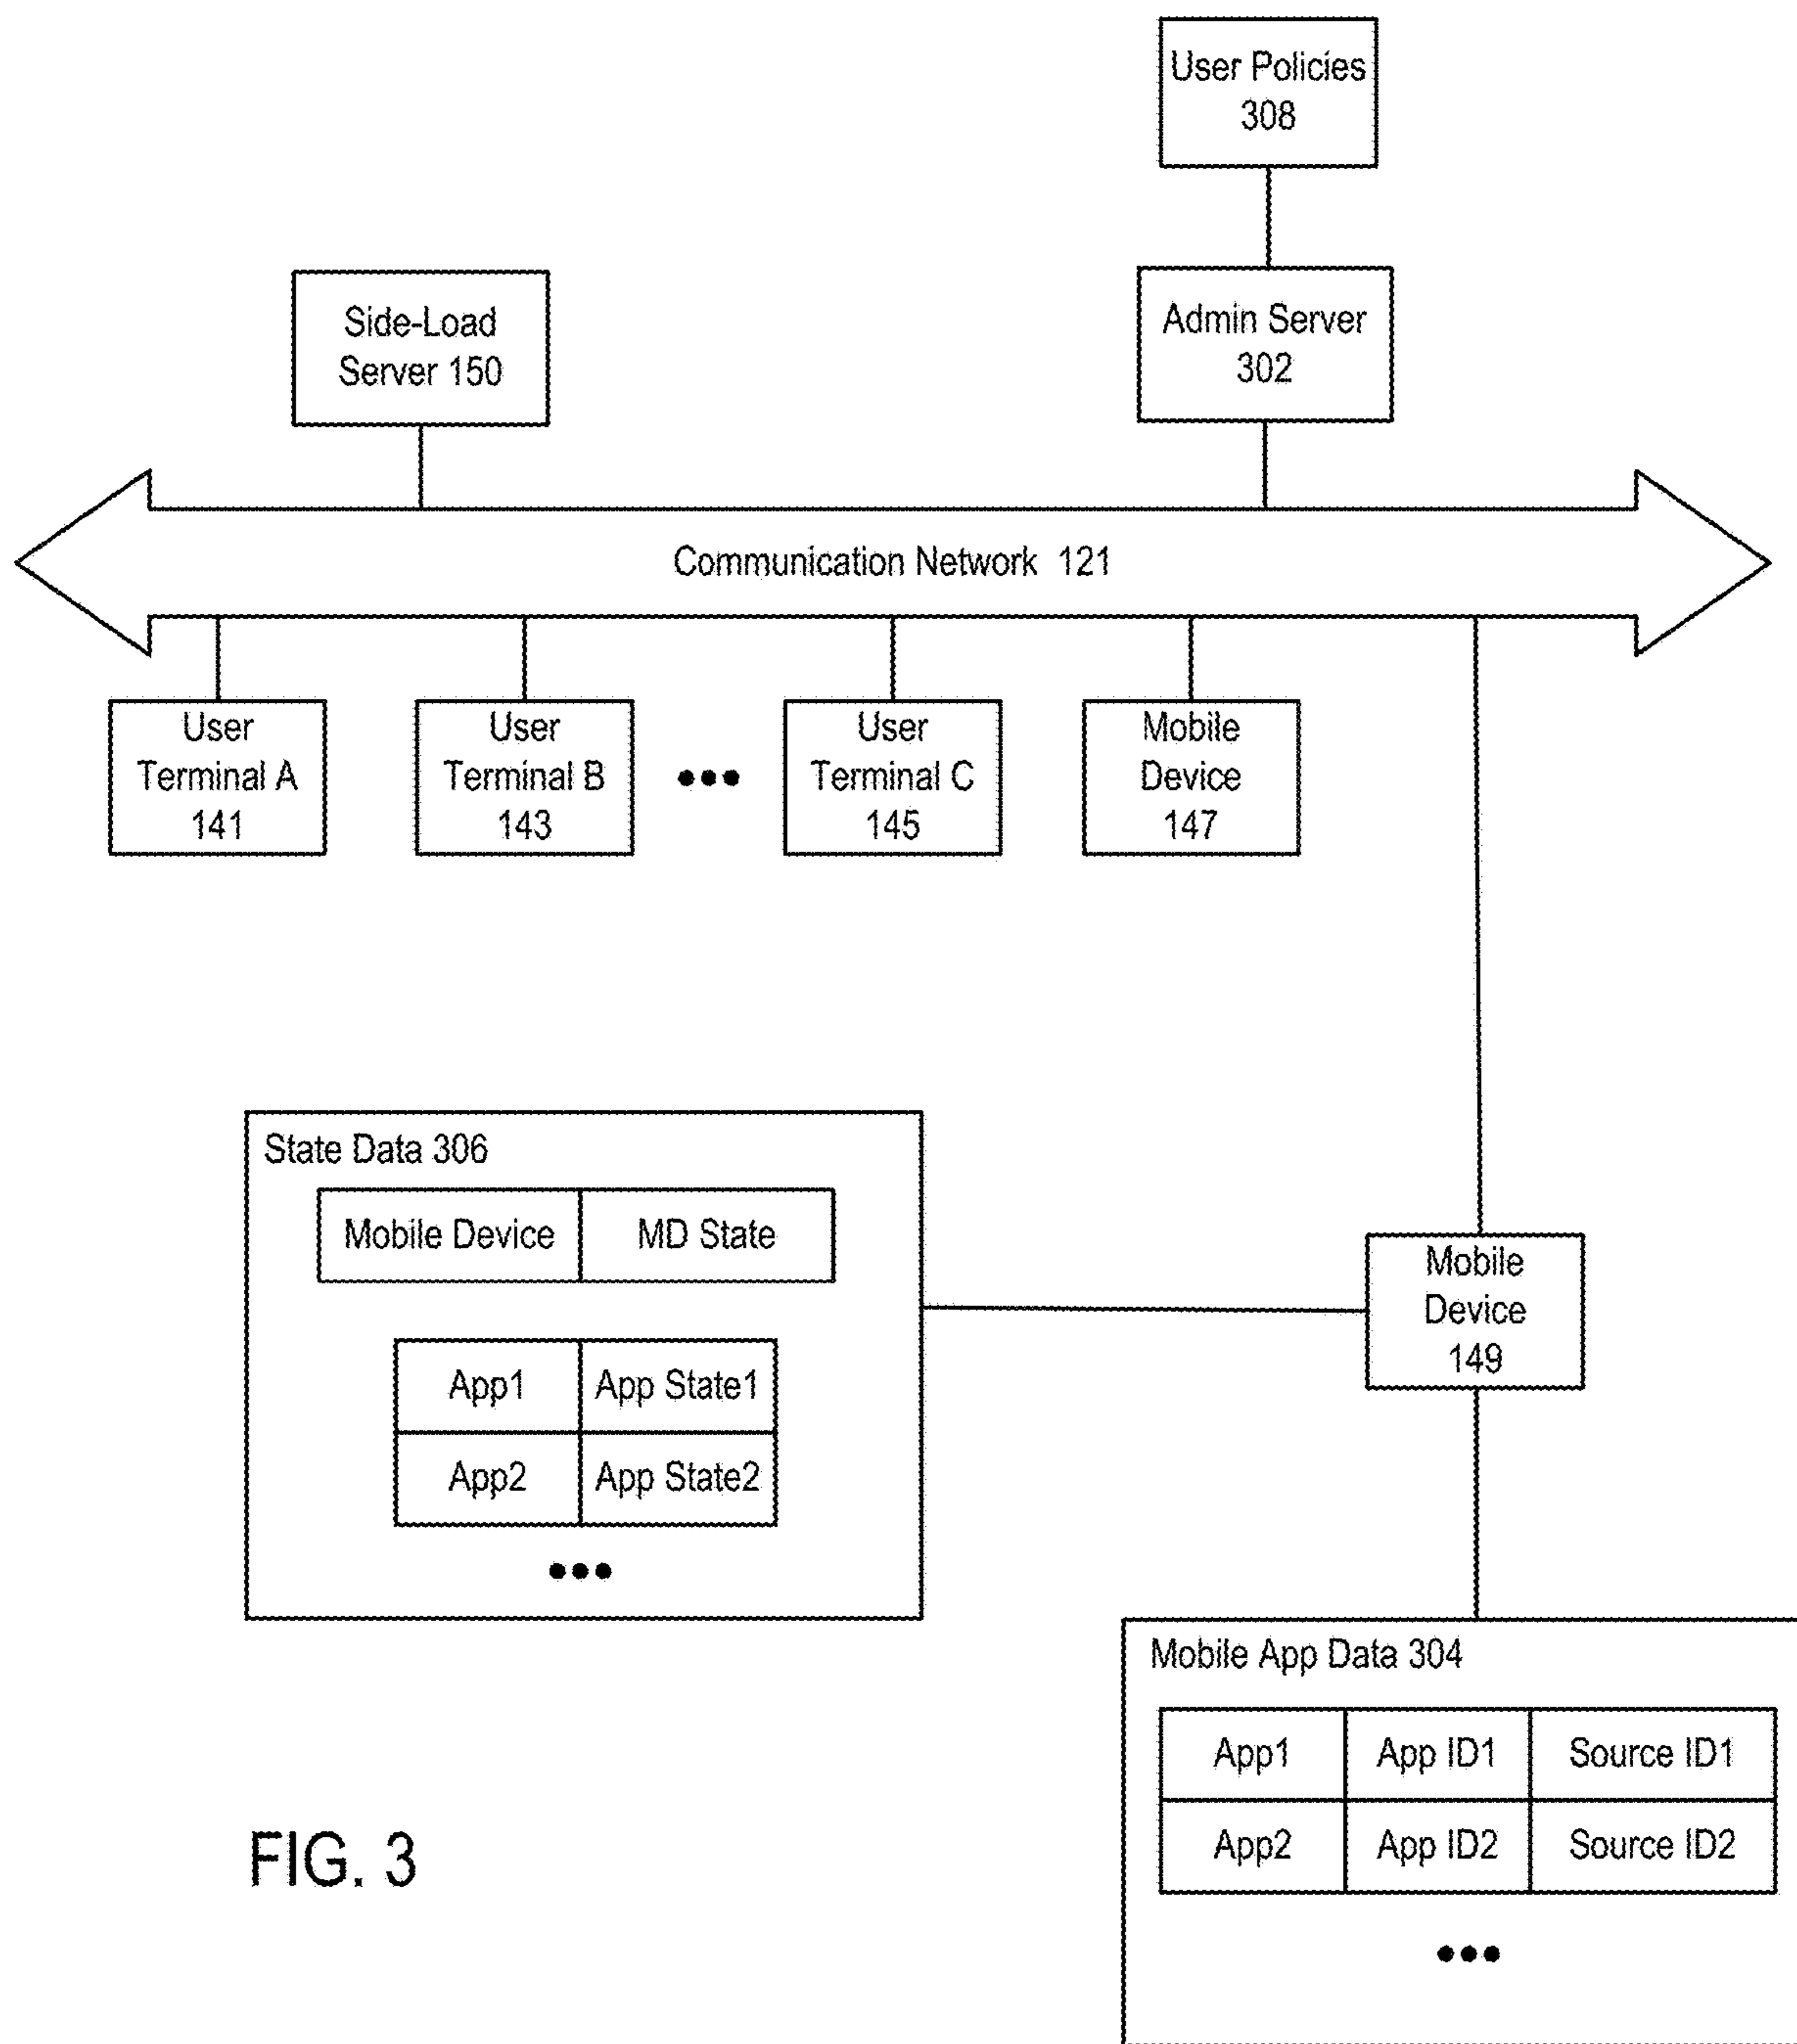 User Policies
308
Side-Load
Server 150
Admin Server
302
Communication Network 121
User
Terminal A
141
User
Terminal B
143
•••
User
Terminal C
145
Mobile
Device
147
State Data 306
Mobile Device MD State
App1 App State1
App2 App State2
•••
Mobile
Device
149
Mobile App Data 304
App1 App ID1 Source ID1
App2 App ID2 Source ID2
•••
FIG. 3